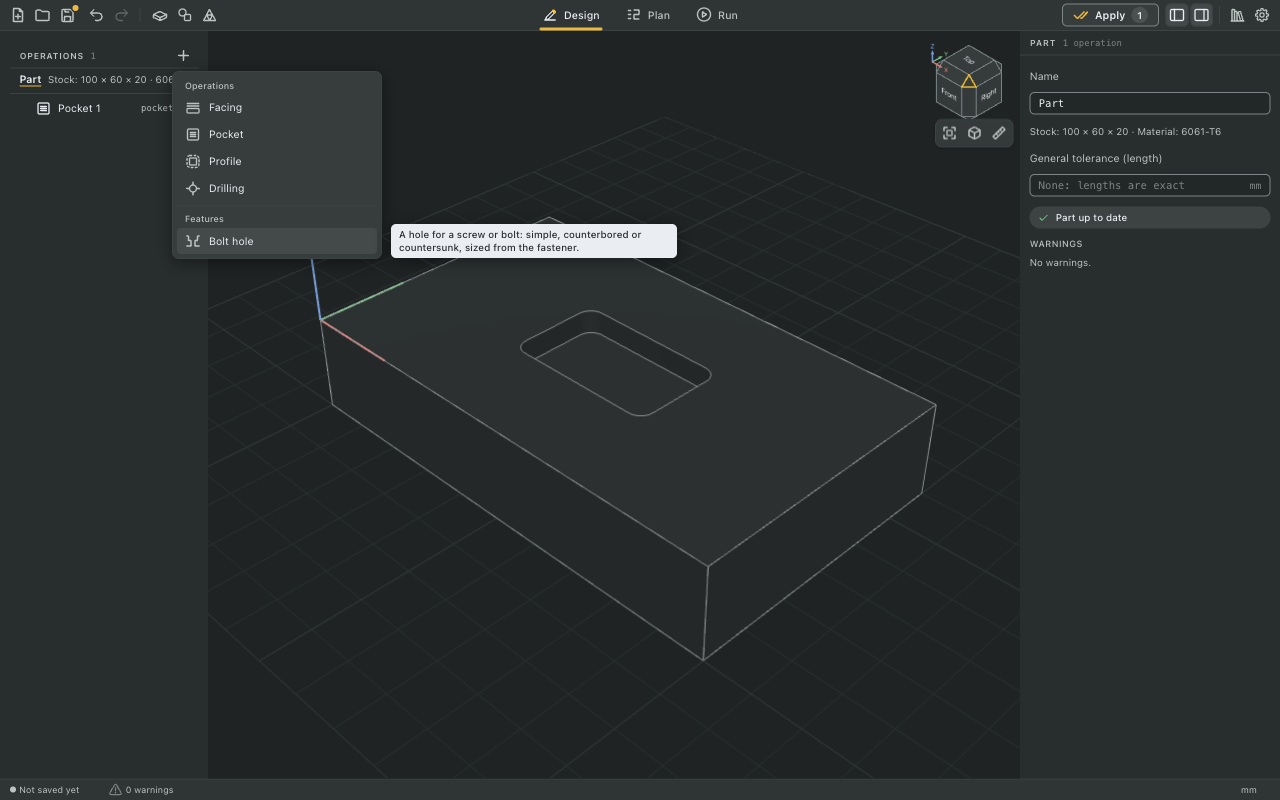 Design
Plan
Run
Apply 1
OPERATIONS 1
Part Stock: 100 × 60 × 20 · 606
Pocket 1 pocket
Operations
Facing
Pocket
Profile
Drilling
Features
Bolt hole
A hole for a screw or bolt: simple, counterbored or
countersunk, sized from the fastener.
Z
Y
X
Top
Front
Right
PART 1 operation
Name
Part
Stock: 100 × 60 × 20 · Material: 6061-T6
General tolerance (length)
None: lengths are exact mm
Part up to date
WARNINGS
No warnings.
Not saved yet
0 warnings
mm